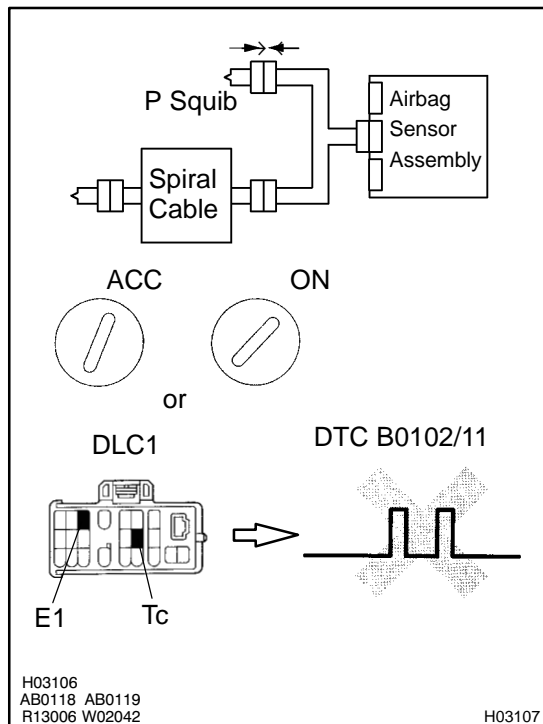 P Squib
Airbag
Sensor
Assembly
Spiral
Cable
ACC
ON
or
DLC1
DTC B0102/11
E1
Tc
H03106
AB0118 AB0119
R13006 W02042
H03107